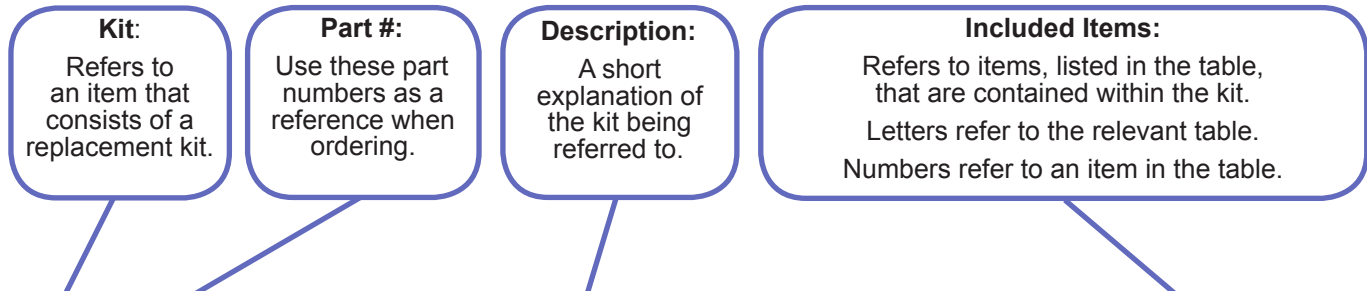 Kit:
Refers to
an item that
consists of a
replacement kit.
Part #:
Use these part
numbers as a
reference when
ordering.
Description:
A short
explanation of
the kit being
referred to.
Included Items:
Refers to items, listed in the table,
that are contained within the kit.
Letters refer to the relevant table.
Numbers refer to an item in the table.